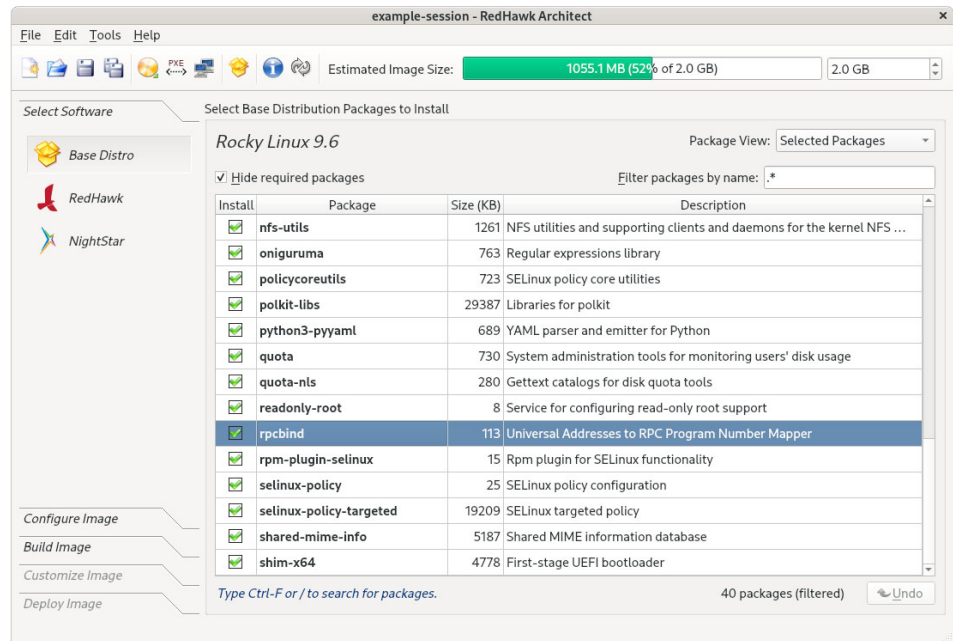 example-session - RedHawk Architect
File Edit Tools Help
PXE
Estimated Image Size: 1055.1 MB (52% of 2.0 GB) 2.0 GB
Select Software
Select Base Distribution Packages to Install
Rocky Linux 9.6
Package View: Selected Packages
Base Distro
Hide required packages
Filter packages by name: .*
RedHawk
NightStar
Install Package Size (KB) Description
nfs-utils 1261 NFS utilities and supporting clients and daemons for the kernel NFS ...
oniguruma 763 Regular expressions library
policycoreutils 723 SELinux policy core utilities
polkit-libs 29387 Libraries for polkit
python3-pyyaml 689 YAML parser and emitter for Python
quota 730 System administration tools for monitoring users' disk usage
quota-nls 280 Gettext catalogs for disk quota tools
readonly-root 8 Service for configuring read-only root support
rpcbind 113 Universal Addresses to RPC Program Number Mapper
rpm-plugin-selinux 15 Rpm plugin for SELinux functionality
selinux-policy 25 SELinux policy configuration
selinux-policy-targeted 19209 SELinux targeted policy
shared-mime-info 5187 Shared MIME information database
shim-x64 4778 First-stage UEFI bootloader
Configure Image
Build Image
Customize Image
Deploy Image
Type Ctrl-F or / to search for packages.
40 packages (filtered)
Undo